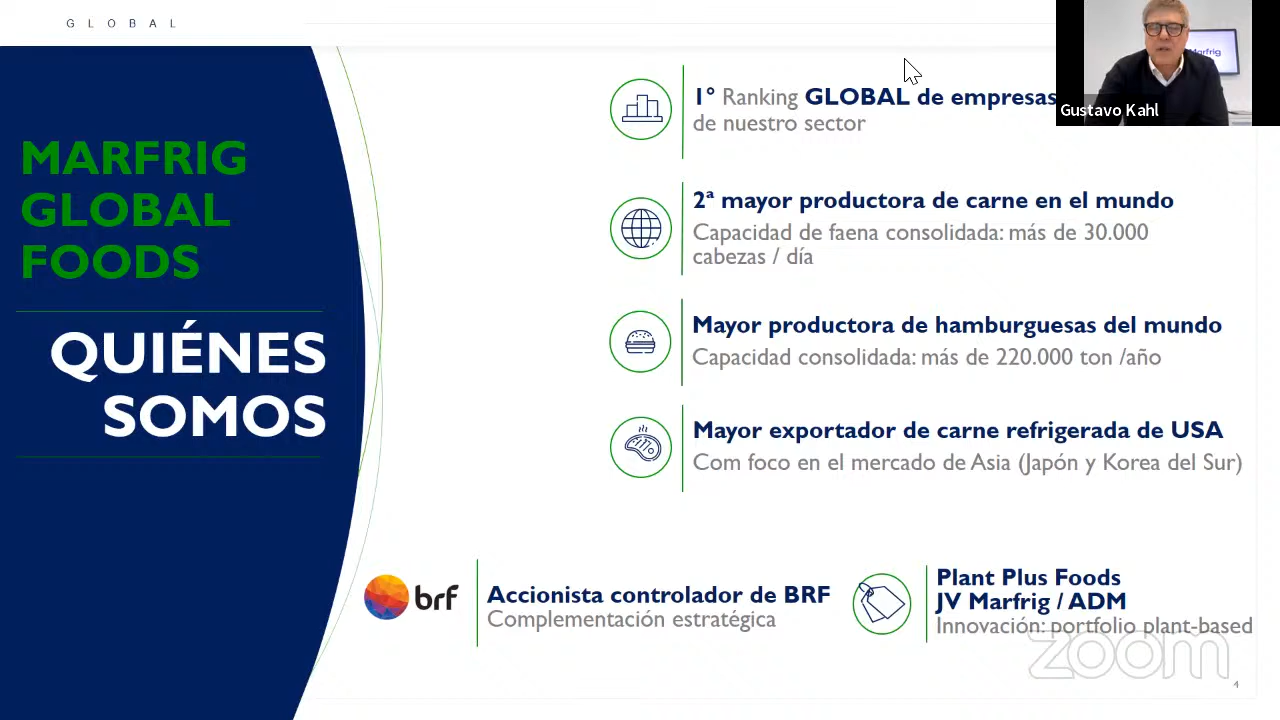 GLOBAL
MARFRIG
GLOBAL
FOODS
QUIÉNES
SOMOS
1° Ranking GLOBAL de empresas
de nuestro sector
2ª mayor productora de carne en el mundo
Capacidad de faena consolidada: más de 30.000
cabezas / día
Mayor productora de hamburguesas del mundo
Capacidad consolidada: más de 220.000 ton /año
Mayor exportador de carne refrigerada de USA
Com foco en el mercado de Asia (Japón y Korea del Sur)
brf
Accionista controlador de BRF
Complementación estratégica
Plant Plus Foods
JV Marfrig / ADM
Innovación: portfolio plant-based
zoom
4
Marfrig
Gustavo Kahl